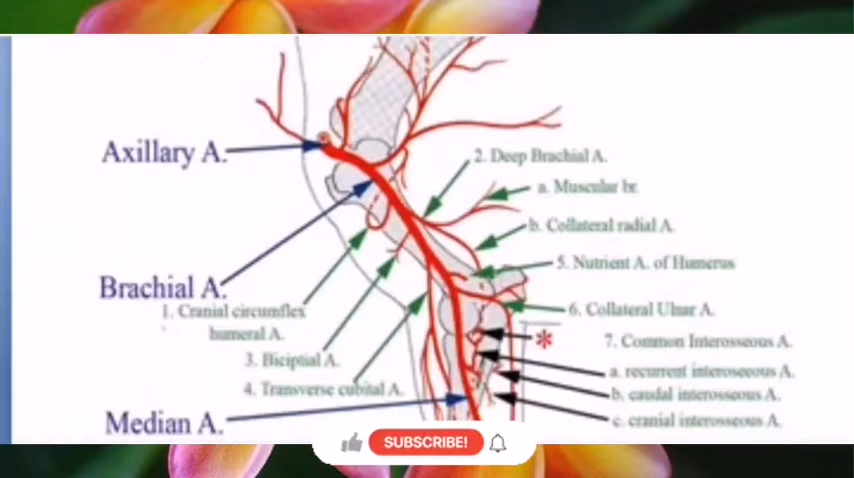 Axillary A.
2. Deep Brachial A.
a. Muscular br.
b. Collateral radial A.
5. Nutrient A. of Humerus
Brachial A.
1. Cranial circumflex
humeral A.
6. Collateral Ulnar A.
3. Bicipital A.
* 7. Common Interosseous A.
a. recurrent interosseous A.
4. Transverse cubital A.
b. caudal interosseous A.
Median A.
c. cranial interosseous A.
SUBSCRIBE!